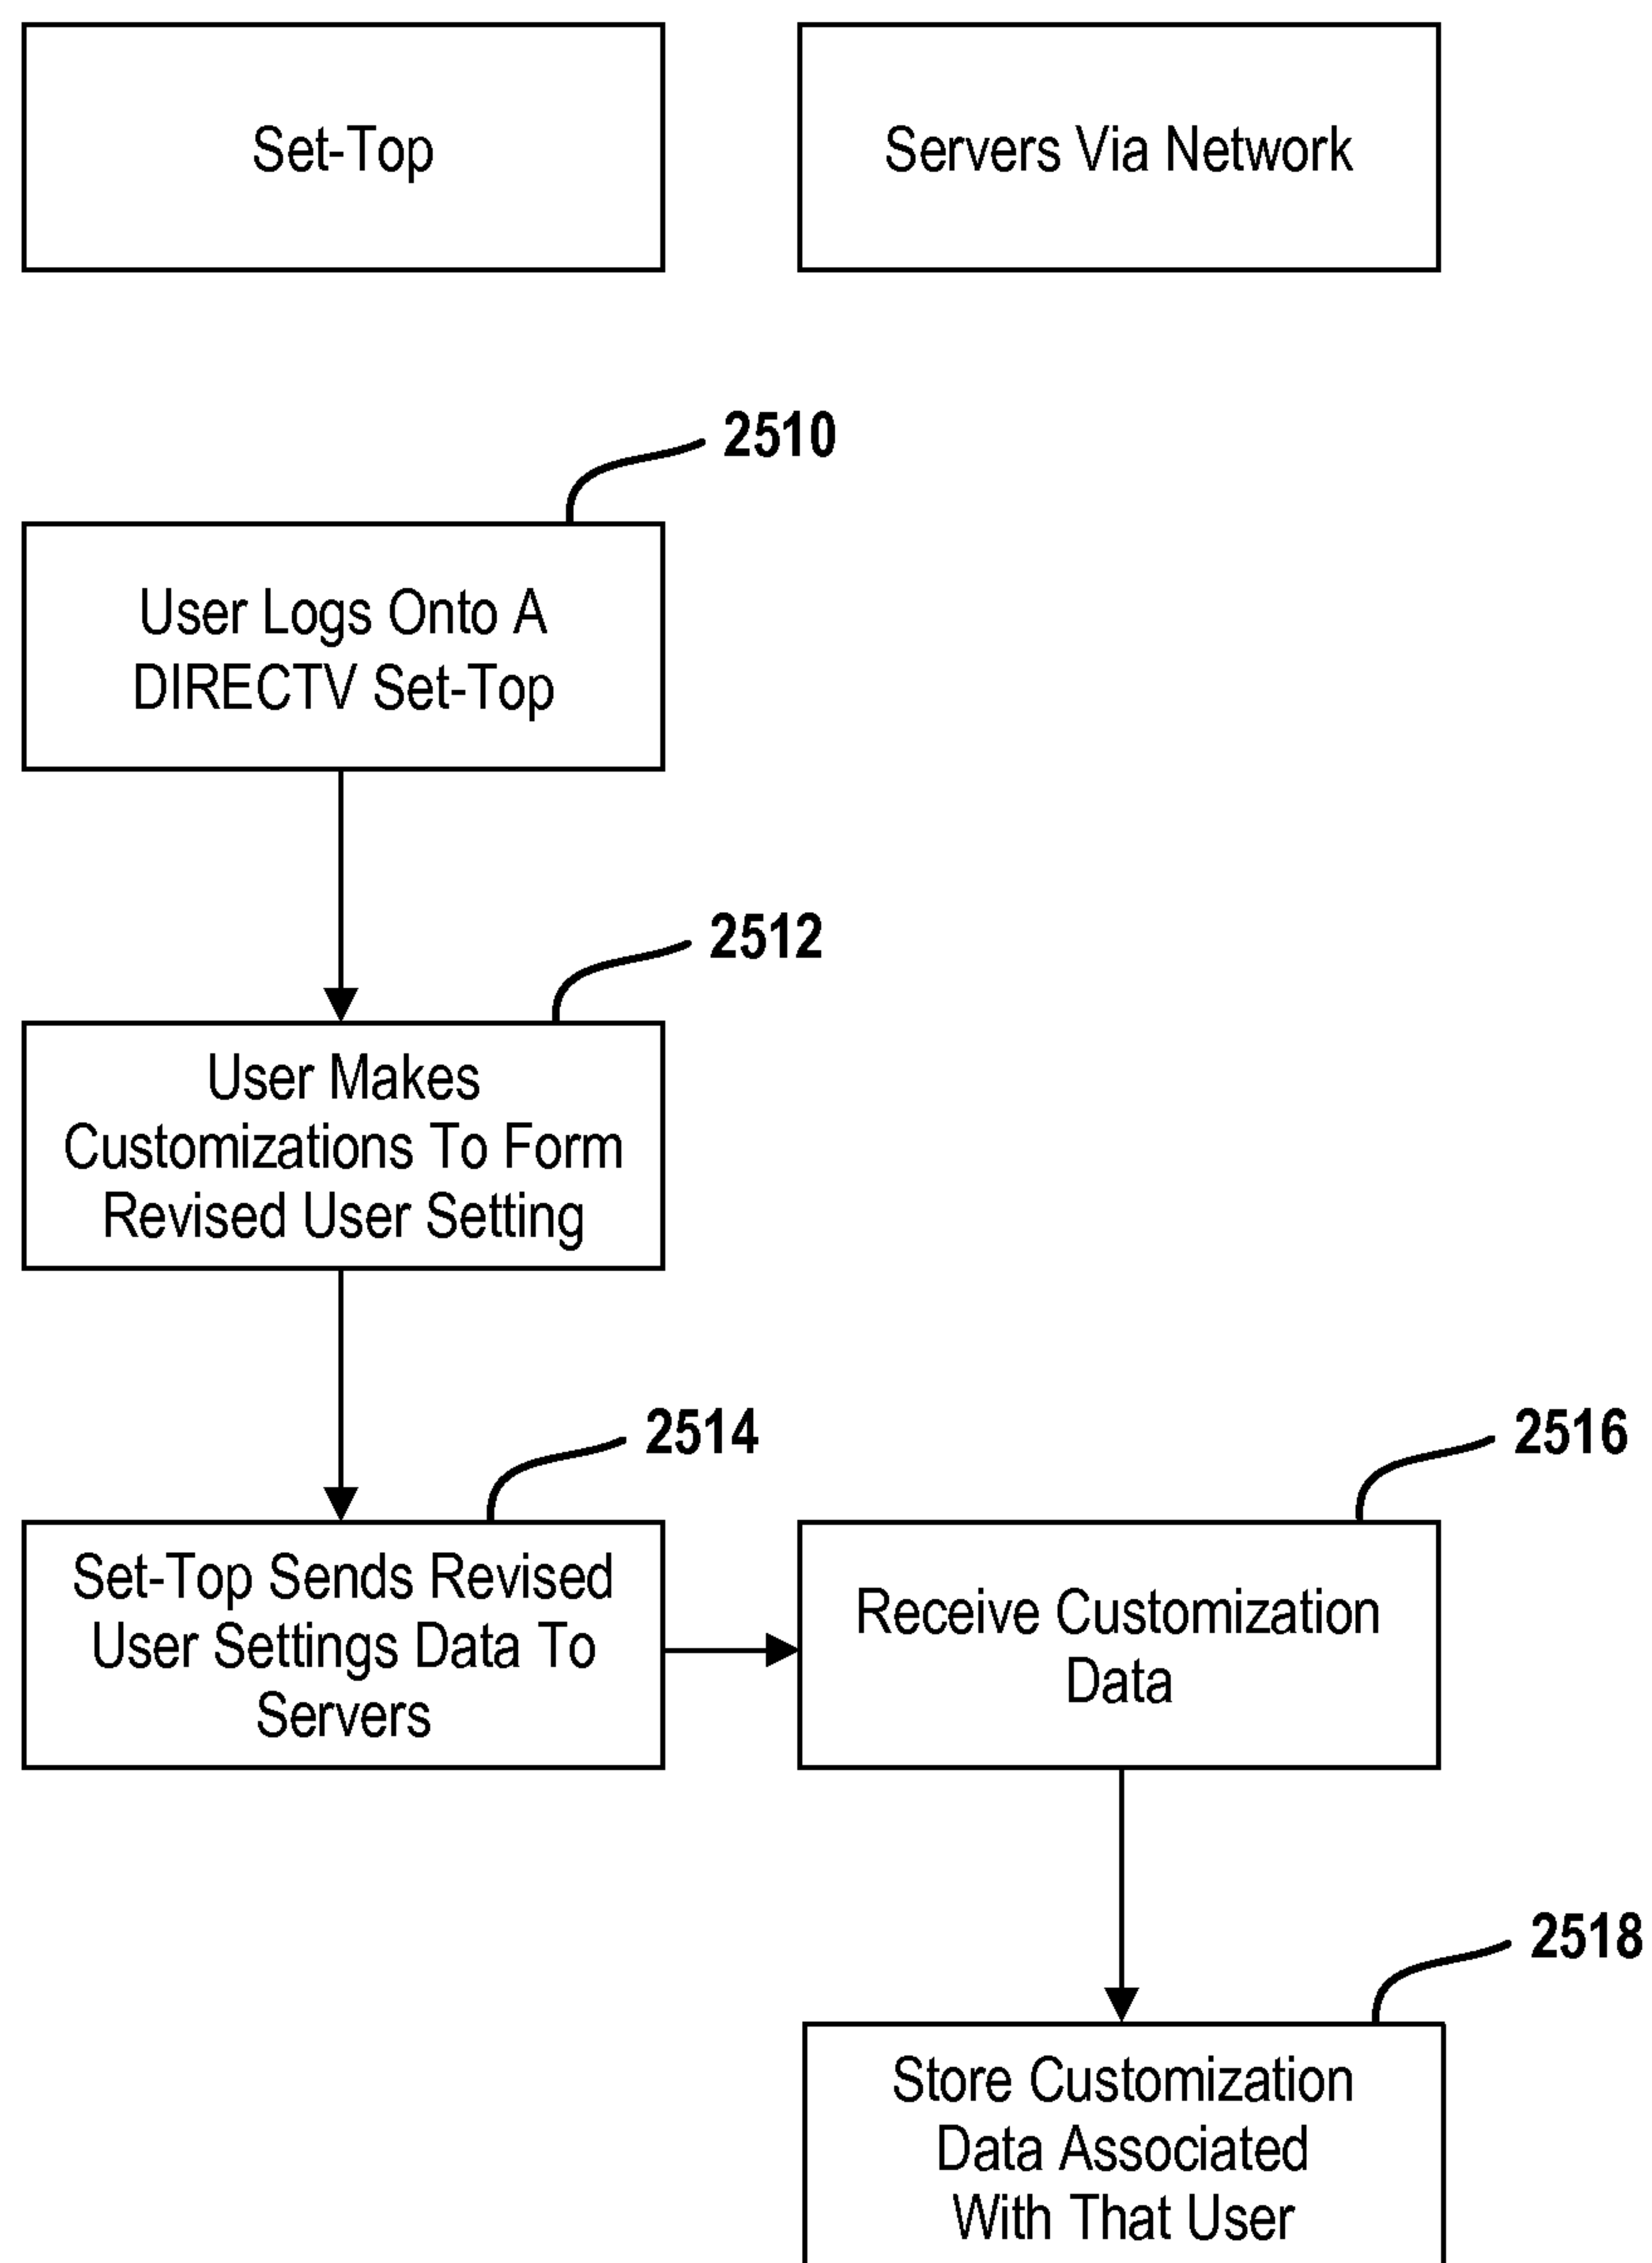 Set-Top
Servers Via Network
2510
User Logs Onto A
DIRECTV Set-Top
2512
User Makes
Customizations To Form
Revised User Setting
2514
Set-Top Sends Revised
User Settings Data To
Servers
2516
Receive Customization
Data
2518
Store Customization
Data Associated
With That User